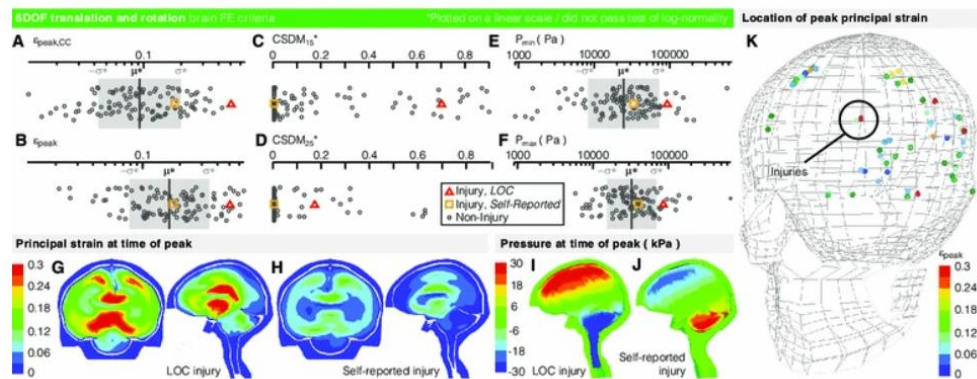 6DOF translation and rotation brain FE criteria
*Plotted on a linear scale / did not pass test of log-normality
Location of peak principal strain
A εpeak,CC
0.1
-σ* μ* σ*
C CSDM15*
0 0.2 0.4 0.6 0.8
E Pmin ( Pa )
1000 10000 100000
-σ* μ* σ*
B εpeak
0.1
-σ* μ* σ*
D CSDM25*
0 0.2 0.4 0.6 0.8
F Pmax ( Pa )
1000 10000 100000
-σ* μ* σ*
Injury, LOC
Injury, Self-Reported
Non-Injury
K
Injuries
εpeak
0.3
0.24
0.18
0.12
0.06
0
Principal strain at time of peak
0.3
0.24
0.18
0.12
0.06
0
G
LOC injury
H
Self-reported injury
Pressure at time of peak ( kPa )
30
18
6
-6
-18
-30
I
LOC injury
J
Self-reported
injury